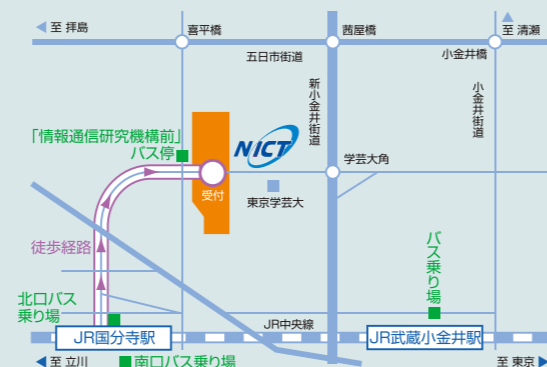 至 拝島
喜平橋
茜屋橋
至 清瀬
五日市街道
小金井橋
新小金井街道
小金井街道
「情報通信研究機構前」
バス停
NICT
学芸大角
受付
東京学芸大
徒歩経路
バス乗り場
北口バス
乗り場
JR中央線
JR国分寺駅
JR武蔵小金井駅
至 立川
南口バス乗り場
至 東京